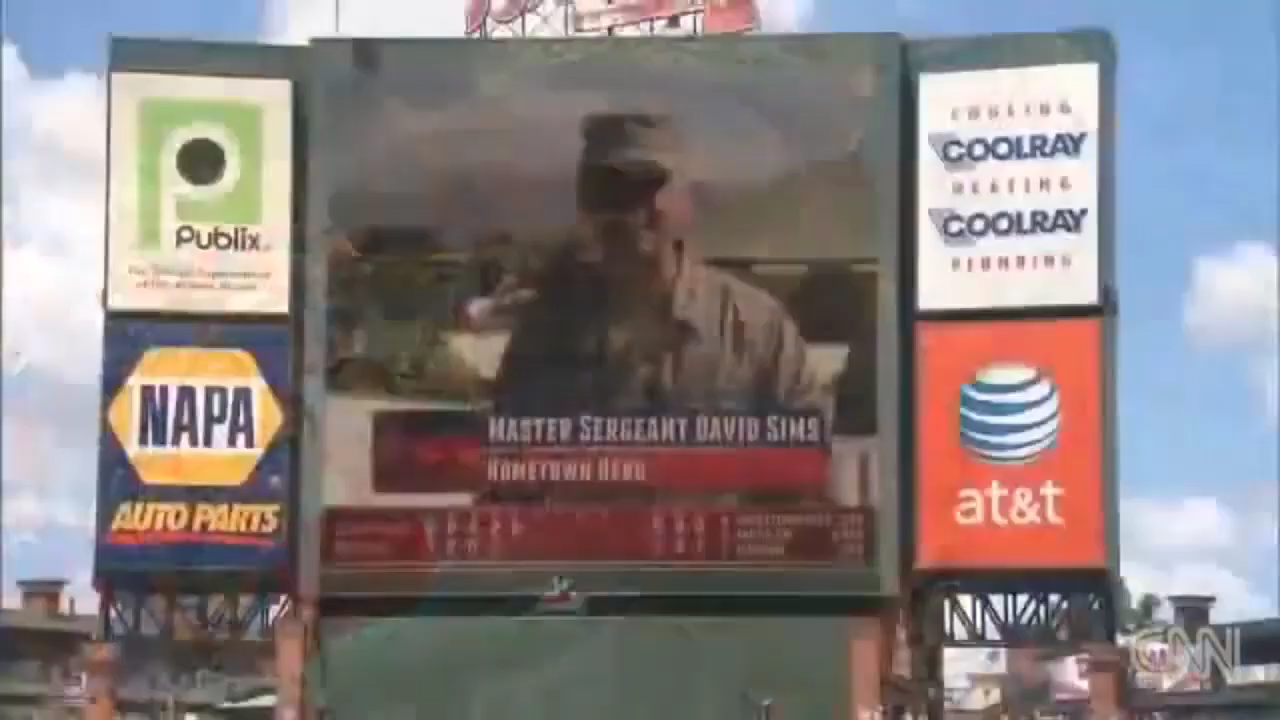 Publix
NAPA
AUTO PARTS
MASTER SERGEANT DAVID SIMS
HOMETOWN HERO
COOLING
COOLRAY
HEATING
COOLRAY
PLUMBING
at&t
CNN